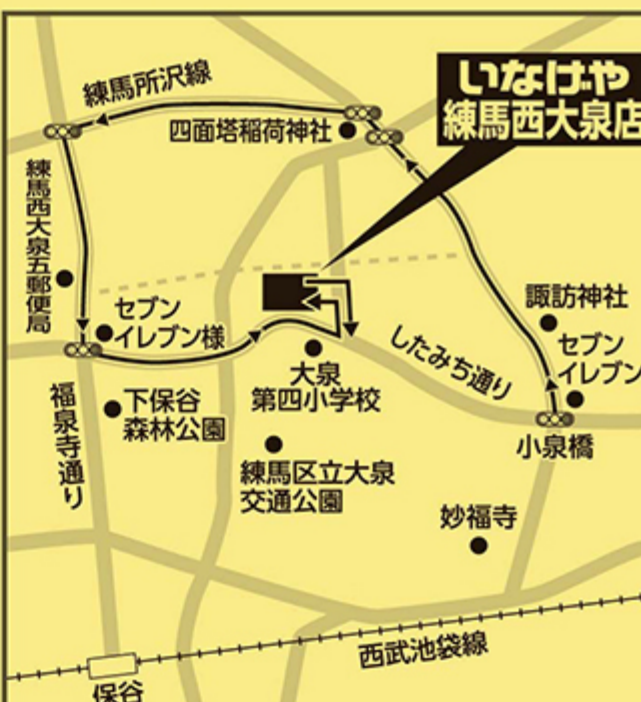 いなげや
練馬西大泉店
練馬所沢線
四面塔稲荷神社
練馬西大泉五郵便局
諏訪神社
セブン
イレブン様
セブン
イレブン
したみち通り
大泉
第四小学校
下保谷
森林公園
福泉寺通り
小泉橋
練馬区立大泉
交通公園
妙福寺
西武池袋線
保谷